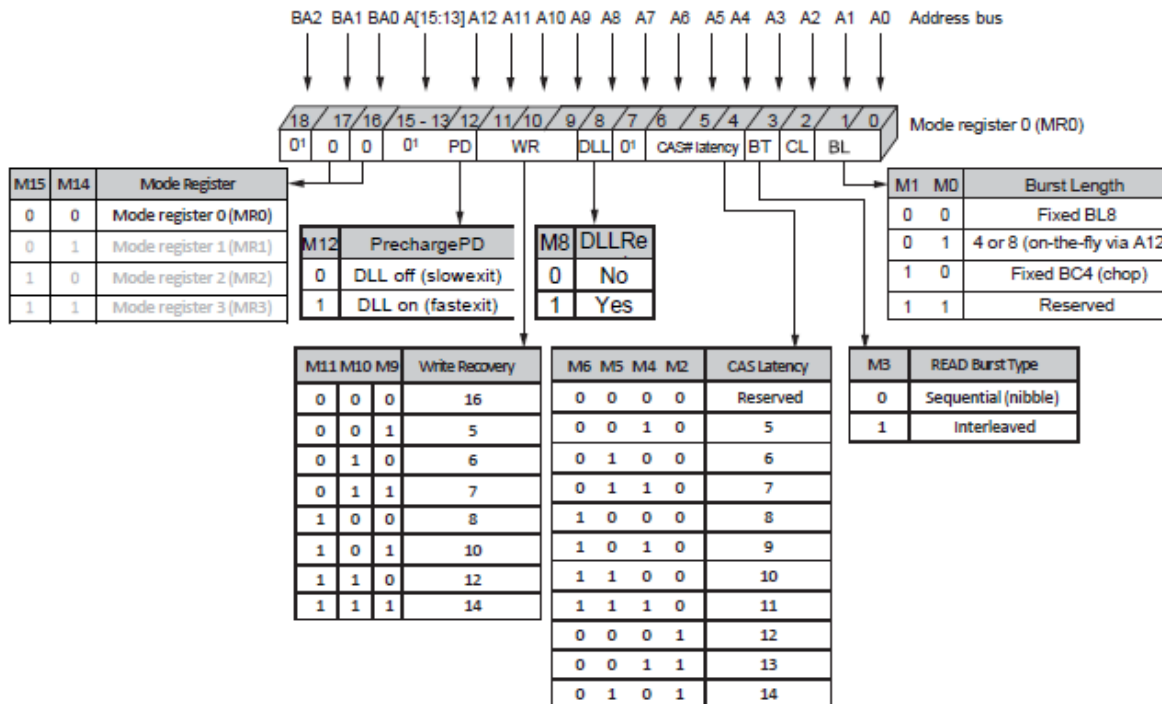 BA2 BA1 BA0 A[15:13] A12 A11 A10 A9 A8 A7 A6 A5 A4 A3 A2 A1 A0 Address bus
18 17 16 15 - 13 12 11 10 9 8 7 6 5 4 3 2 1 0 Mode register 0 (MR0)
0¹ 0 0 0¹ PD WR DLL 0¹ CAS# latency BT CL BL
M15 M14 Mode Register
0 0 Mode register 0 (MR0)
0 1 Mode register 1 (MR1)
1 0 Mode register 2 (MR2)
1 1 Mode register 3 (MR3)
M12 PrechargePD
0 DLL off (slowexit)
1 DLL on (fastexit)
M8 DLLRe
0 No
1 Yes
M1 M0 Burst Length
0 0 Fixed BL8
0 1 4 or 8 (on-the-fly via A12
1 0 Fixed BC4 (chop)
1 1 Reserved
M11 M10 M9 Write Recovery
0 0 0 16
0 0 1 5
0 1 0 6
0 1 1 7
1 0 0 8
1 0 1 10
1 1 0 12
1 1 1 14
M6 M5 M4 M2 CAS Latency
0 0 0 0 Reserved
0 0 1 0 5
0 1 0 0 6
0 1 1 0 7
1 0 0 0 8
1 0 1 0 9
1 1 0 0 10
1 1 1 0 11
0 0 0 1 12
0 0 1 1 13
0 1 0 1 14
M3 READ Burst Type
0 Sequential (nibble)
1 Interleaved